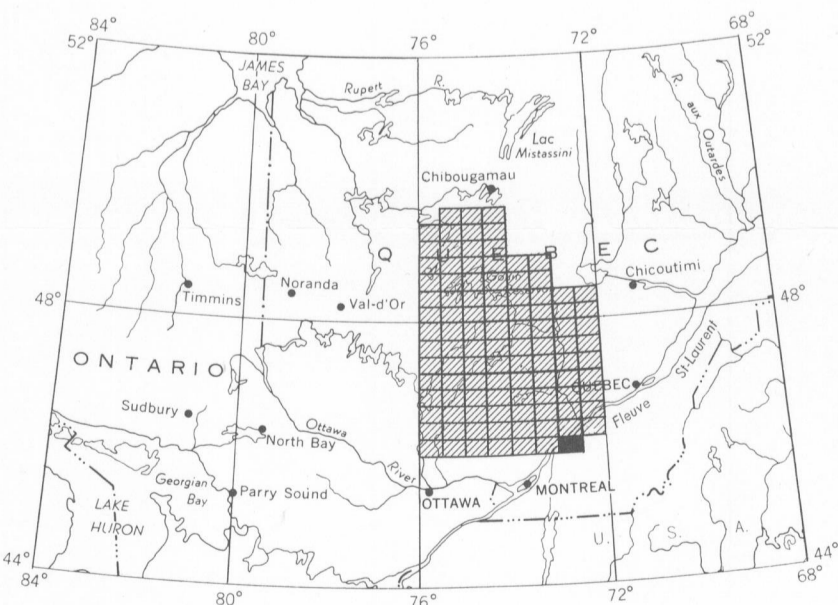 84°
80°
76°
72°
68°
52°
52°
JAMES
BAY
Rupert
R.
R.
aux
Outardes
Lac
Mistassini
Chibougamau
Q U E B E C
Gouin
Chicoutimi
Noranda
Timmins
Val-d'Or
48°
48°
ONTARIO
QUEBEC
St-Laurent
Fleuve
Sudbury
Ottawa
North Bay
River
Georgian
Bay
Parry Sound
OTTAWA
MONTREAL
LAKE
HURON
U. S. A.
44°
44°
84°
80°
76°
72°
68°